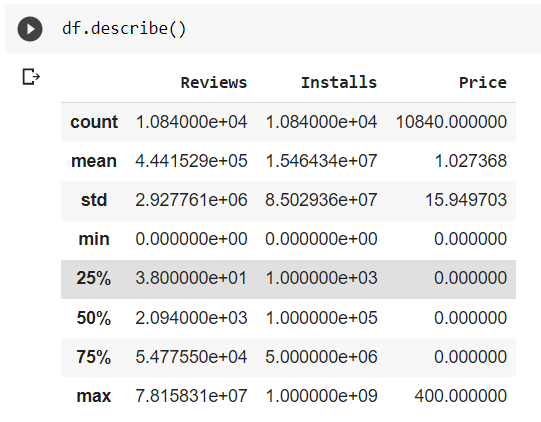 df.describe()
Reviews Installs Price
count 1.084000e+04 1.084000e+04 10840.000000
mean 4.441529e+05 1.546434e+07 1.027368
std 2.927761e+06 8.502936e+07 15.949703
min 0.000000e+00 0.000000e+00 0.000000
25% 3.800000e+01 1.000000e+03 0.000000
50% 2.094000e+03 1.000000e+05 0.000000
75% 5.477550e+04 5.000000e+06 0.000000
max 7.815831e+07 1.000000e+09 400.000000